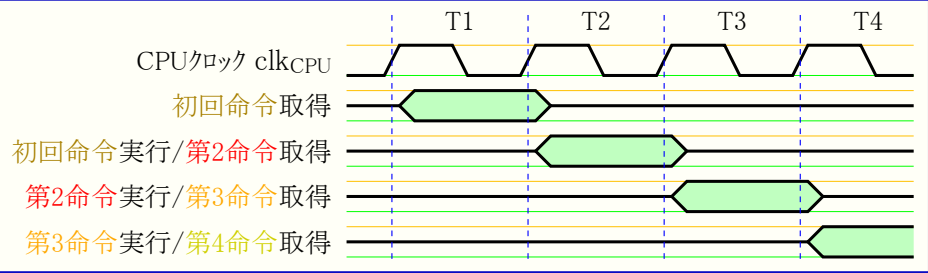 T1 T2 T3 T4
CPUクロック clkCPU
初回命令取得
初回命令実行/第2命令取得
第2命令実行/第3命令取得
第3命令実行/第4命令取得